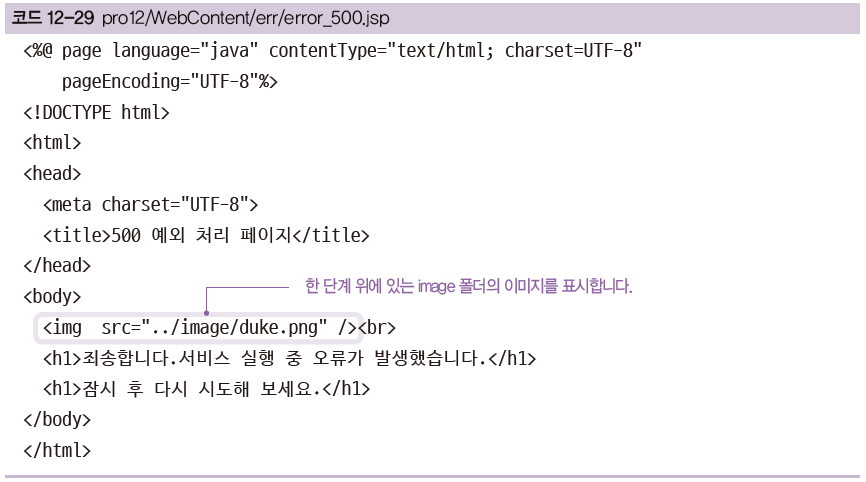 코드 12-29 pro12/WebContent/err/error_500.jsp
<%@ page language="java" contentType="text/html; charset=UTF-8"
    pageEncoding="UTF-8"%>
<!DOCTYPE html>
<html>
<head>
  <meta charset="UTF-8">
  <title>500 예외 처리 페이지</title>
</head>
한 단계 위에 있는 image 폴더의 이미지를 표시합니다.
<body>
  <img  src="../image/duke.png" /><br>
  <h1>죄송합니다.서비스 실행 중 오류가 발생했습니다.</h1>
  <h1>잠시 후 다시 시도해 보세요.</h1>
</body>
</html>